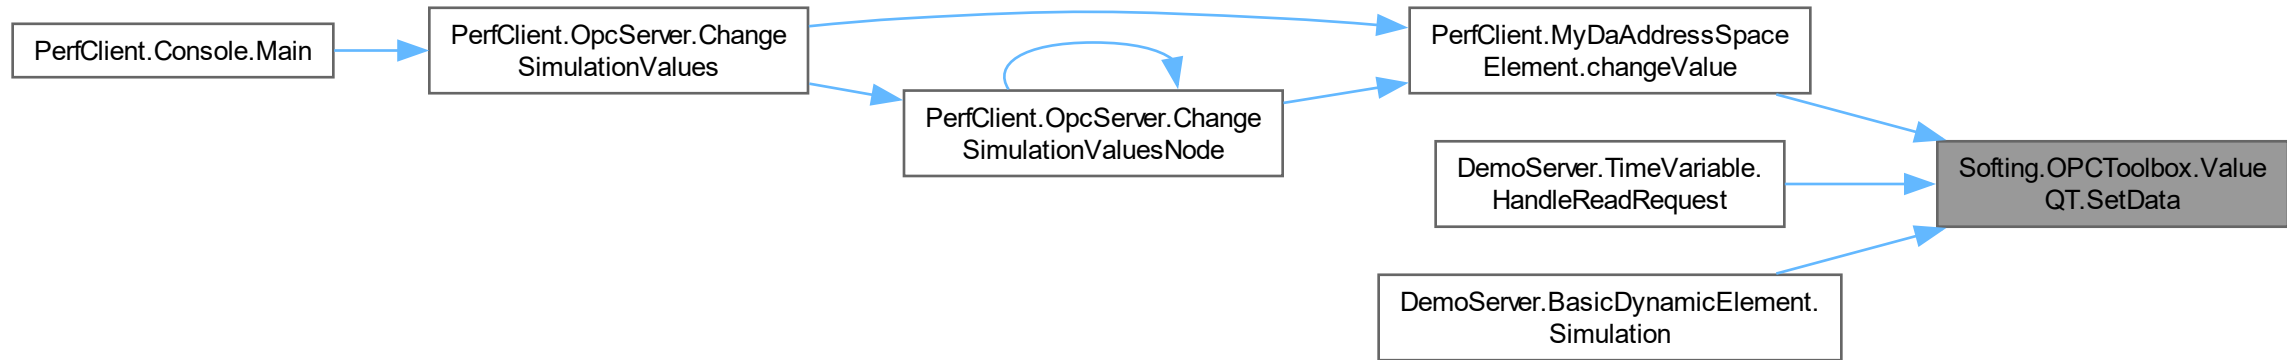 PerfClient.Console.Main
PerfClient.OpcServer.Change
SimulationValues
PerfClient.OpcServer.Change
SimulationValuesNode
PerfClient.MyDaAddressSpace
Element.changeValue
DemoServer.TimeVariable.
HandleReadRequest
DemoServer.BasicDynamicElement.
Simulation
Softing.OPCToolbox.Value
QT.SetData